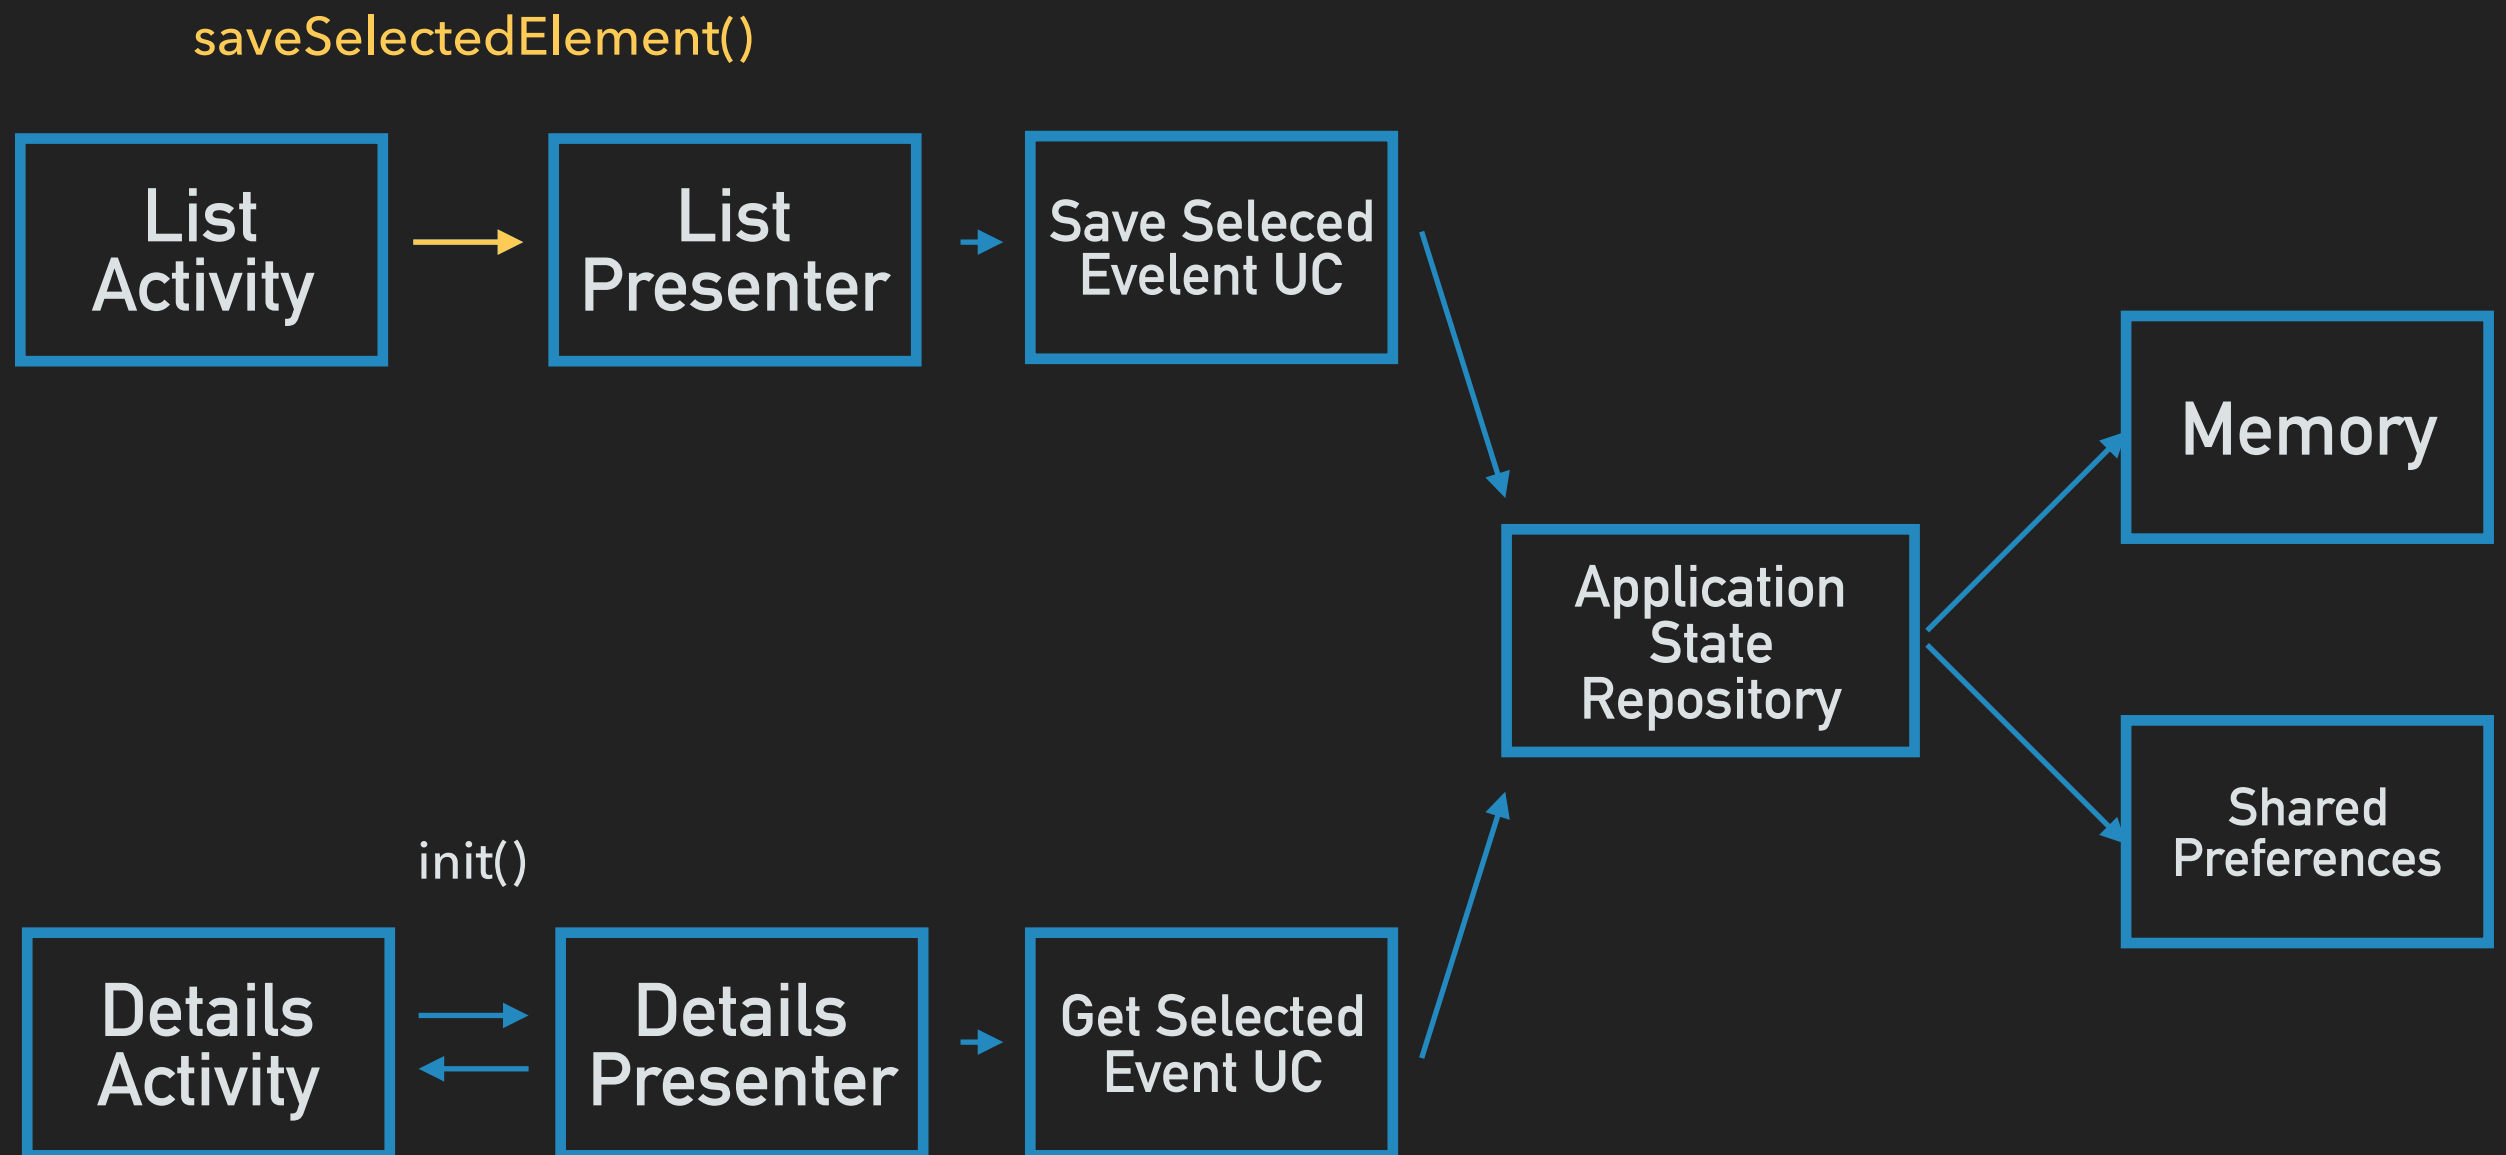 saveSelectedElement()
List
Activity
List
Presenter
Save Seleced
Evelent UC
Memory
Application
State
Repository
Shared
Preferences
init()
Details
Activity
Details
Presenter
Get Selected
Event UC